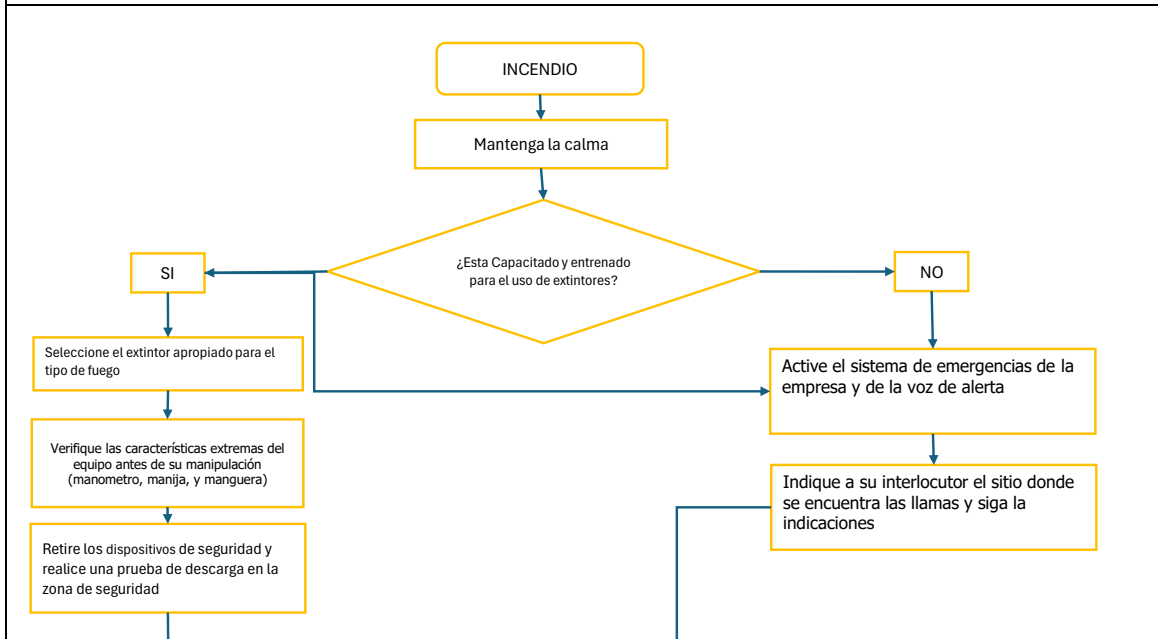 INCENDIO
Mantenga la calma
¿Esta Capacitado y entrenado
para el uso de extintores?
SI
NO
Seleccione el extintor apropiado para el
tipo de fuego
Active el sistema de emergencias de la
empresa y de la voz de alerta
Verifique las características extremas del
equipo antes de su manipulación
(manometro, manija, y manguera)
Indique a su interlocutor el sitio donde
se encuentra las llamas y siga la
indicaciones
Retire los dispositivos de seguridad y
realice una prueba de descarga en la
zona de seguridad